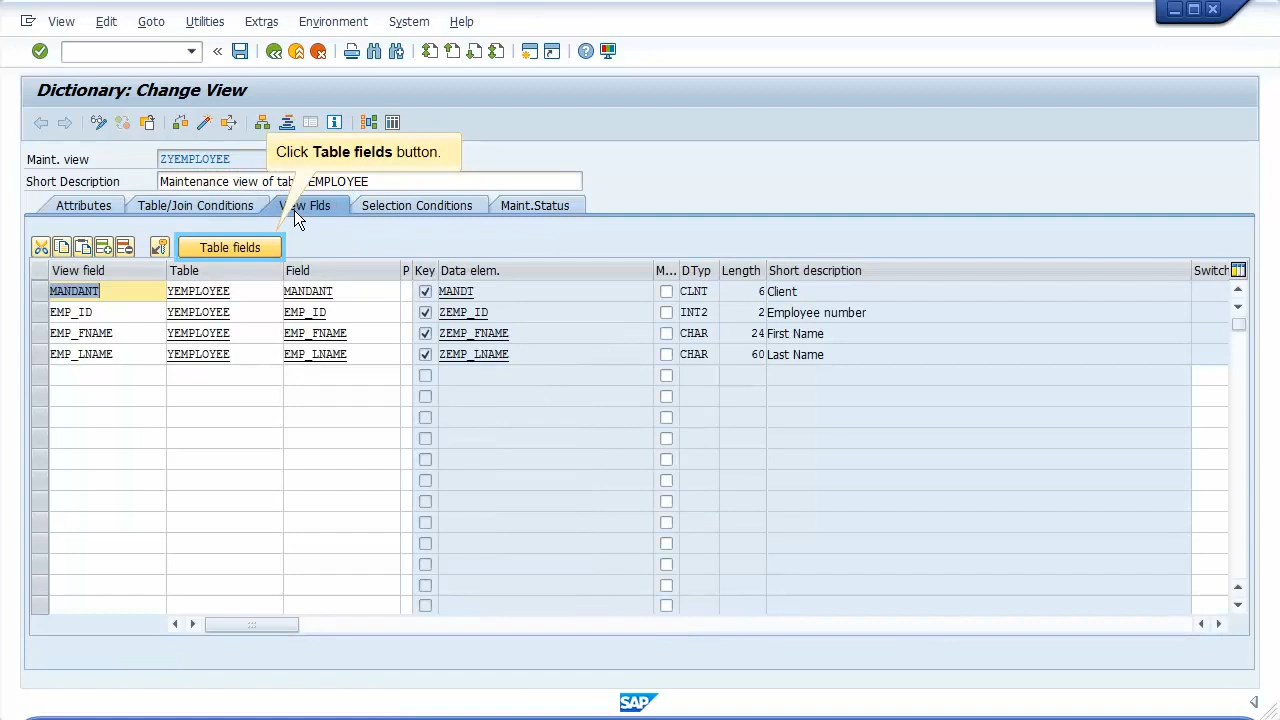 View Edit Goto Utilities Extras Environment System Help
Dictionary: Change View
Click Table fields button.
Maint. view ZYEMPLOYEE
Short Description Maintenance view of tab EMPLOYEE
Attributes Table/Join Conditions View Flds Selection Conditions Maint.Status
Table fields
View field Table Field P Key Data elem. M... DTyp Length Short description Switch
MANDANT YEMPLOYEE MANDANT MANDT CLNT 6 Client
EMP_ID YEMPLOYEE EMP_ID ZEMP_ID INT2 2 Employee number
EMP_FNAME YEMPLOYEE EMP_FNAME ZEMP_FNAME CHAR 24 First Name
EMP_LNAME YEMPLOYEE EMP_LNAME ZEMP_LNAME CHAR 60 Last Name
SAP